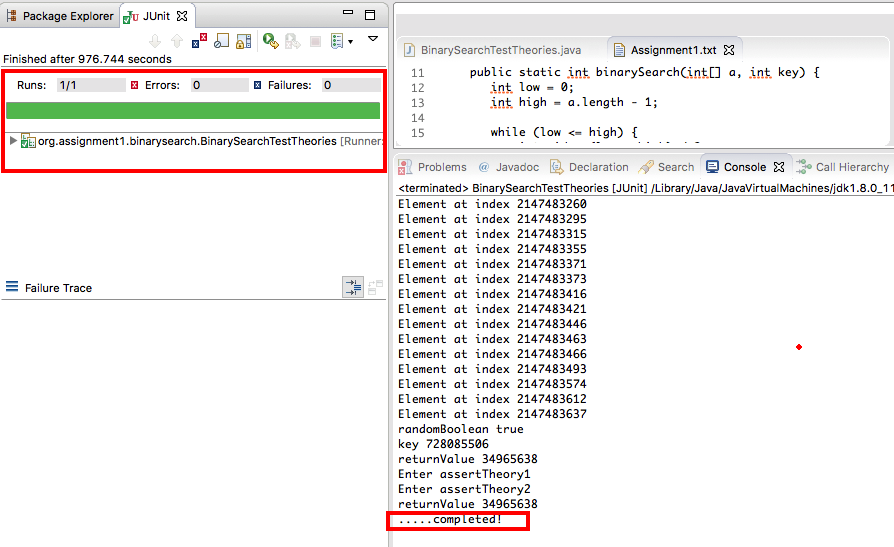 Package Explorer
JUnit
Finished after 976.744 seconds
Runs: 1/1 Errors: 0 Failures: 0
org.assignment1.binarysearch.BinarySearchTestTheories [Runner:
Failure Trace
BinarySearchTestTheories.java
Assignment1.txt
11 public static int binarySearch(int[] a, int key) {
12 int low = 0;
13 int high = a.length - 1;
14
15 while (low <= high) {
Problems
Javadoc
Declaration
Search
Console
Call Hierarchy
<terminated> BinarySearchTestTheories [JUnit] /Library/Java/JavaVirtualMachines/jdk1.8.0_11
Element at index 2147483260
Element at index 2147483295
Element at index 2147483315
Element at index 2147483355
Element at index 2147483371
Element at index 2147483373
Element at index 2147483416
Element at index 2147483421
Element at index 2147483446
Element at index 2147483463
Element at index 2147483466
Element at index 2147483493
Element at index 2147483574
Element at index 2147483612
Element at index 2147483637
randomBoolean true
key 728085506
returnValue 34965638
Enter assertTheory1
Enter assertTheory2
returnValue 34965638
.....completed!